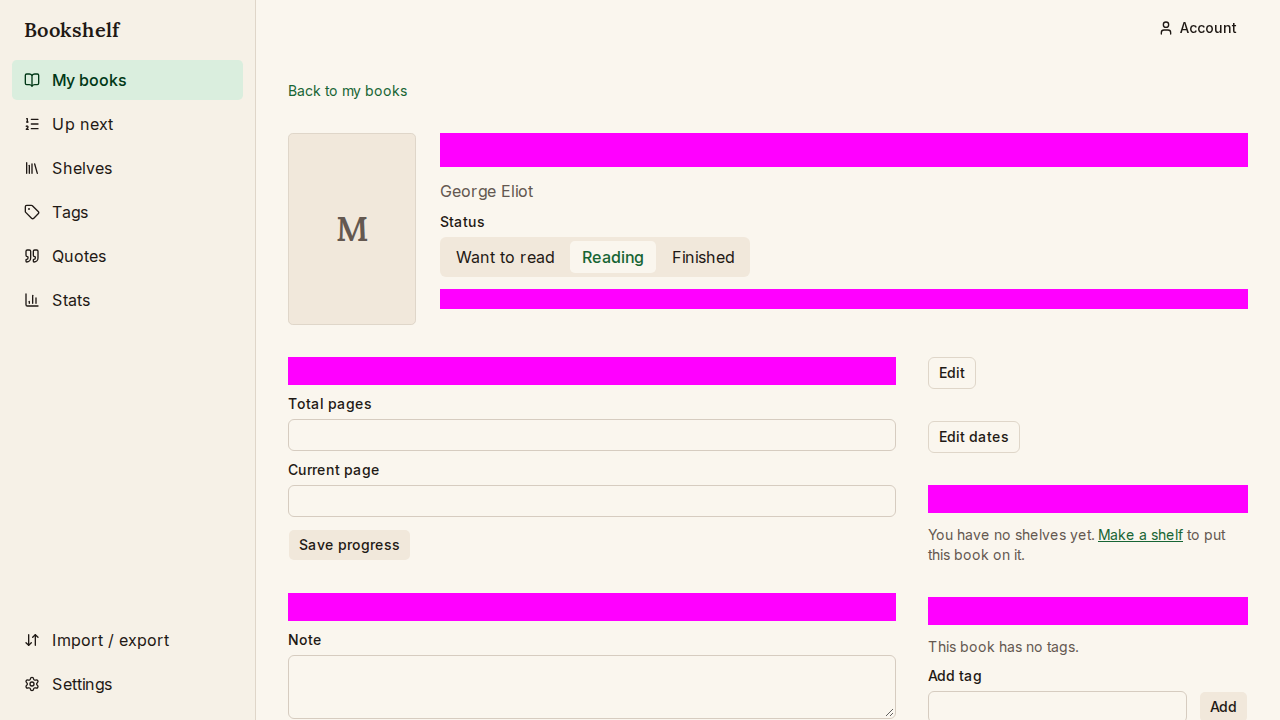 Bookshelf
My books
Up next
Shelves
Tags
Quotes
Stats
Import / export
Settings
Account
Back to my books
M
George Eliot
Status
Want to read
Reading
Finished
Total pages
Current page
Save progress
Note
Edit
Edit dates
You have no shelves yet. Make a shelf to put
this book on it.
This book has no tags.
Add tag
Add